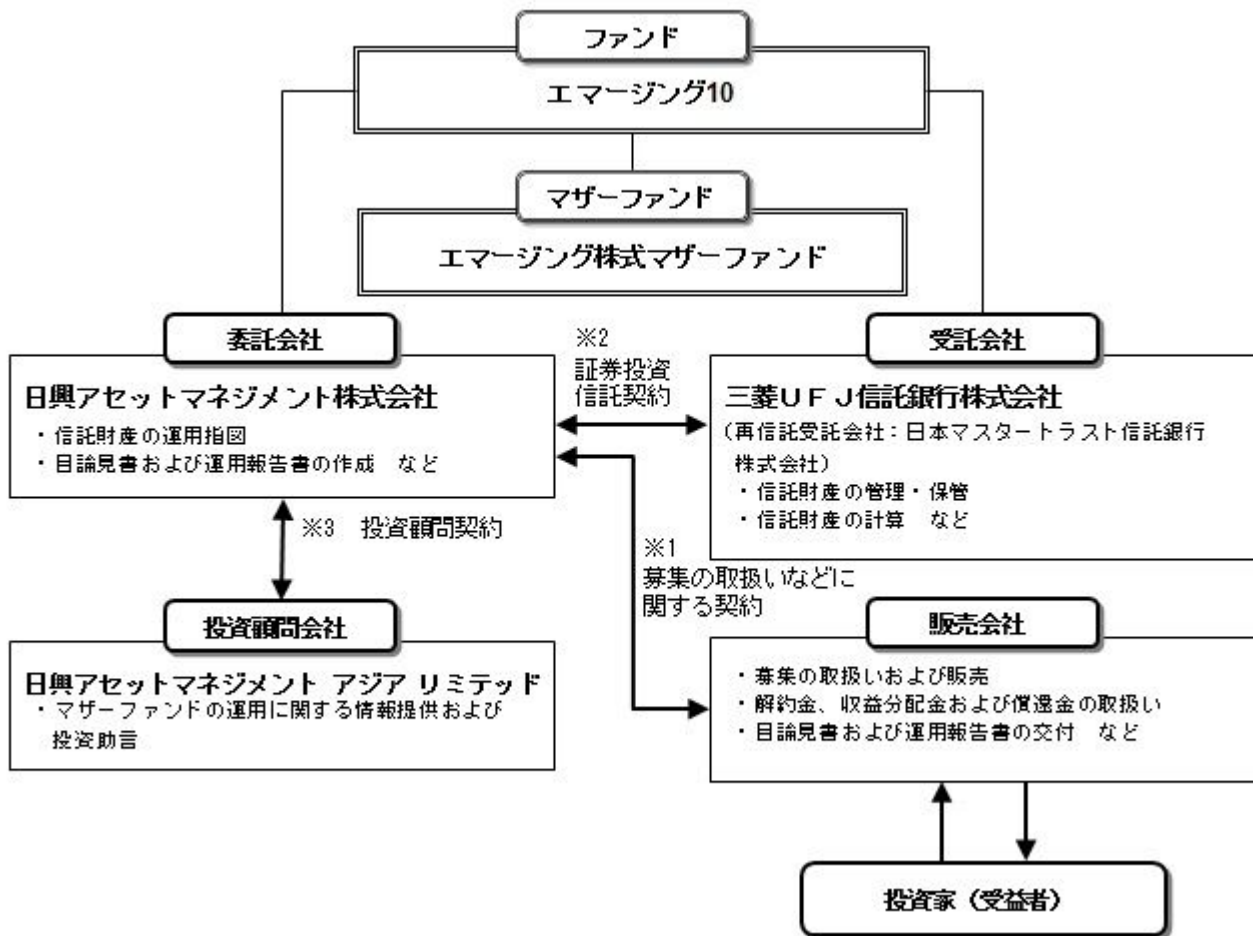 ファンド
エマージング10
マザーファンド
エマージング株式マザーファンド
委託会社
日興アセットマネジメント株式会社
・信託財産の運用指図
・目論見書および運用報告書の作成　など
※2
証券投資
信託契約
受託会社
三菱ＵＦＪ信託銀行株式会社
（再信託受託会社：日本マスタートラスト信託銀行
株式会社）
・信託財産の管理・保管
・信託財産の計算　など
※3　投資顧問契約
※1
募集の取扱いなどに
関する契約
投資顧問会社
日興アセットマネジメント アジア リミテッド
・マザーファンドの運用に関する情報提供および
投資助言
販売会社
・募集の取扱いおよび販売
・解約金、収益分配金および償還金の取扱い
・目論見書および運用報告書の交付　など
投資家（受益者）